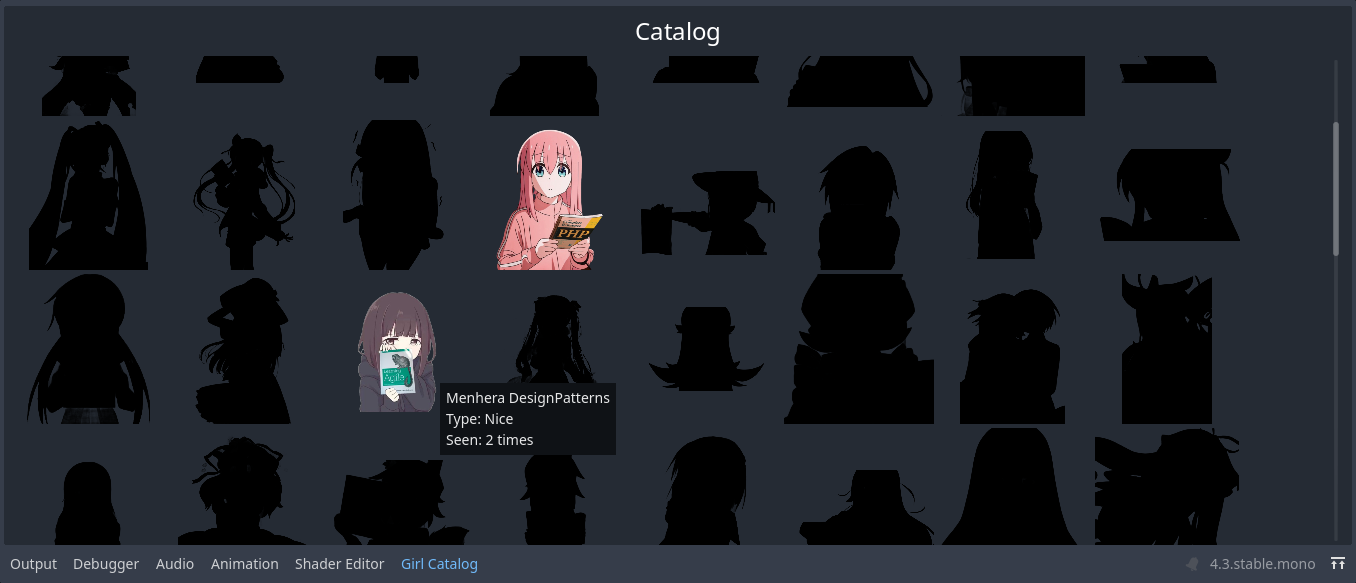 Catalog
PHP
Agile
Menhera DesignPatterns
Type: Nice
Seen: 2 times
Output Debugger Audio Animation Shader Editor Girl Catalog 4.3.stable.mono